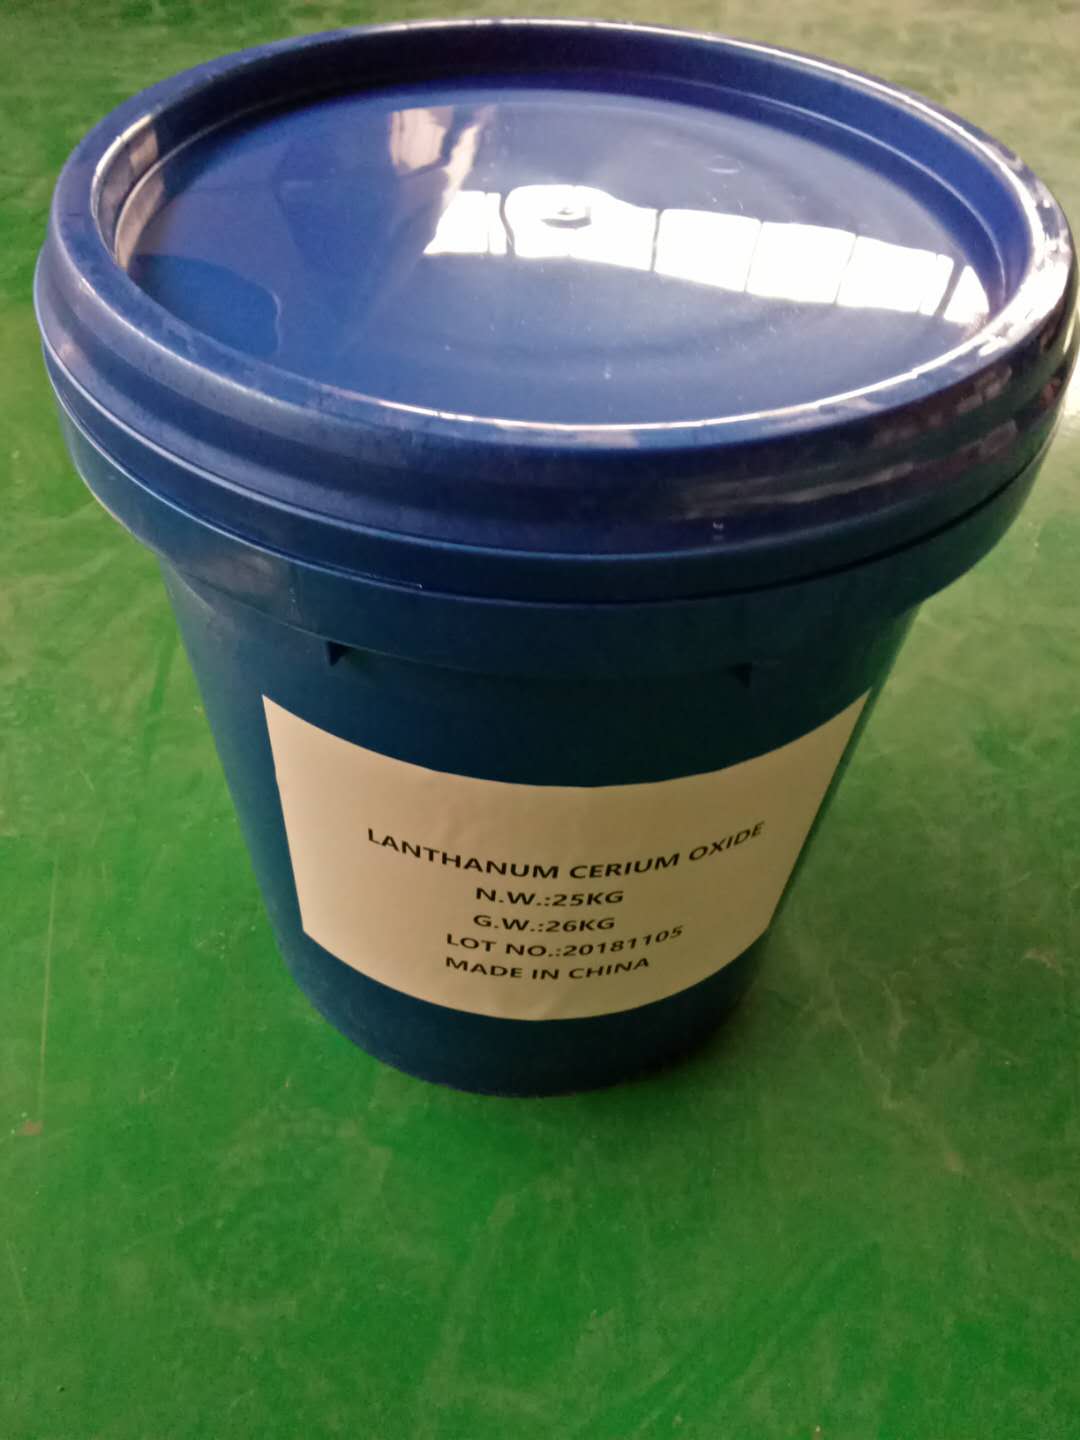 LANTHANUM CERIUM OXIDE
N.W.:25KG
G.W.:26KG
LOT NO.:20181105
MADE IN CHINA